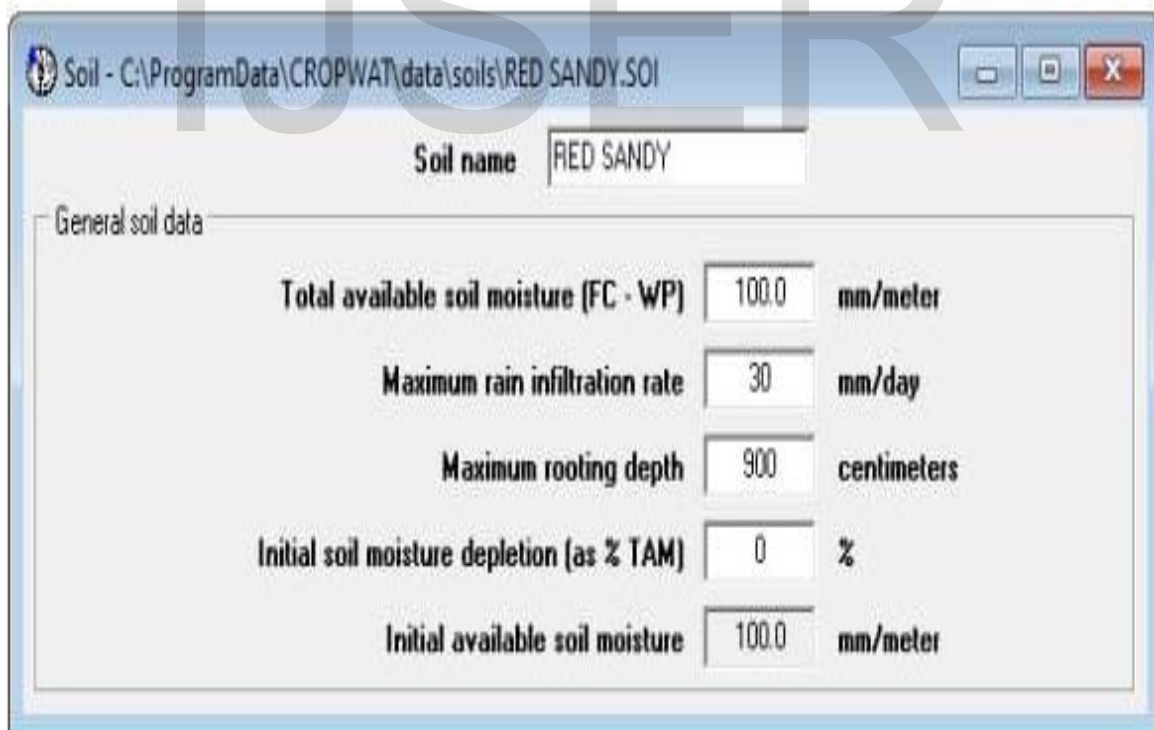 IJSER
Soil - C:\ProgramData\CROPWAT\data\soils\RED SANDY.SOI
Soil name RED SANDY
General soil data
Total available soil moisture (FC - WP) 100.0 mm/meter
Maximum rain infiltration rate 30 mm/day
Maximum rooting depth 900 centimeters
Initial soil moisture depletion (as % TAM) 0 %
Initial available soil moisture 100.0 mm/meter